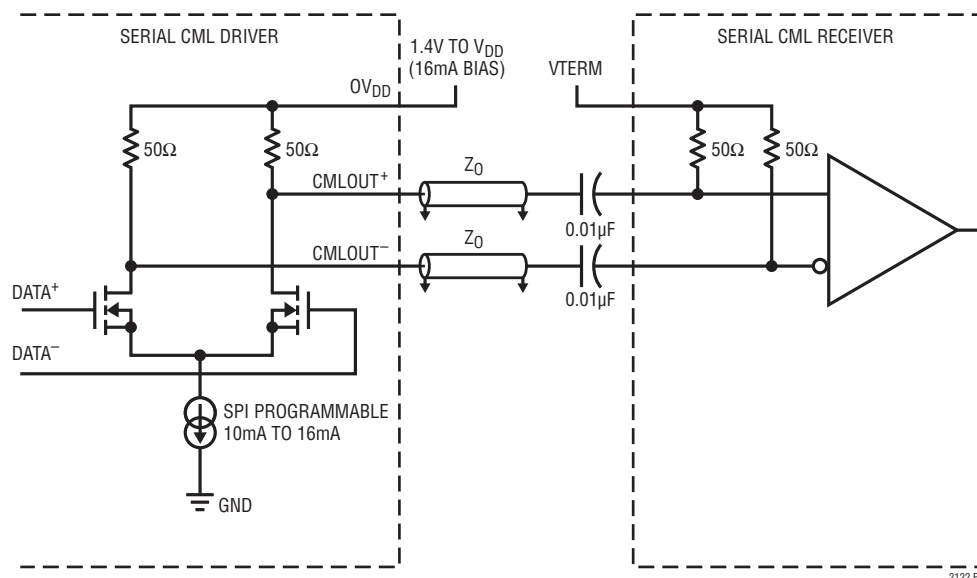 SERIAL CML DRIVER
1.4V TO VDD
(16mA BIAS)
SERIAL CML RECEIVER
OVDD
VTERM
50Ω
50Ω
50Ω
50Ω
CMLOUT+
Z0
0.01µF
CMLOUT−
Z0
0.01µF
DATA+
DATA−
SPI PROGRAMMABLE
10mA TO 16mA
GND